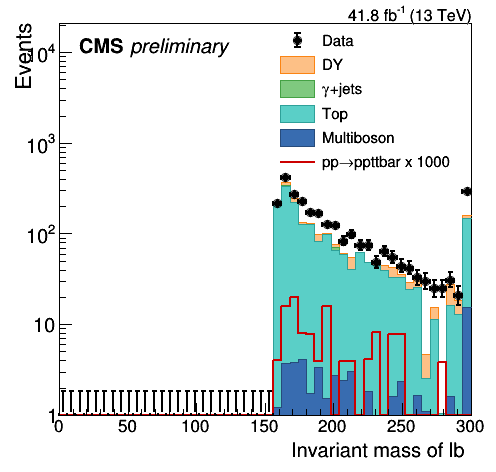 41.8 fb⁻¹ (13 TeV)
Events
CMS preliminary
Data
DY
γ+jets
Top
Multiboson
pp→ppttbar x 1000
10⁴
10³
10²
10
1
0 50 100 150 200 250 300
Invariant mass of lb